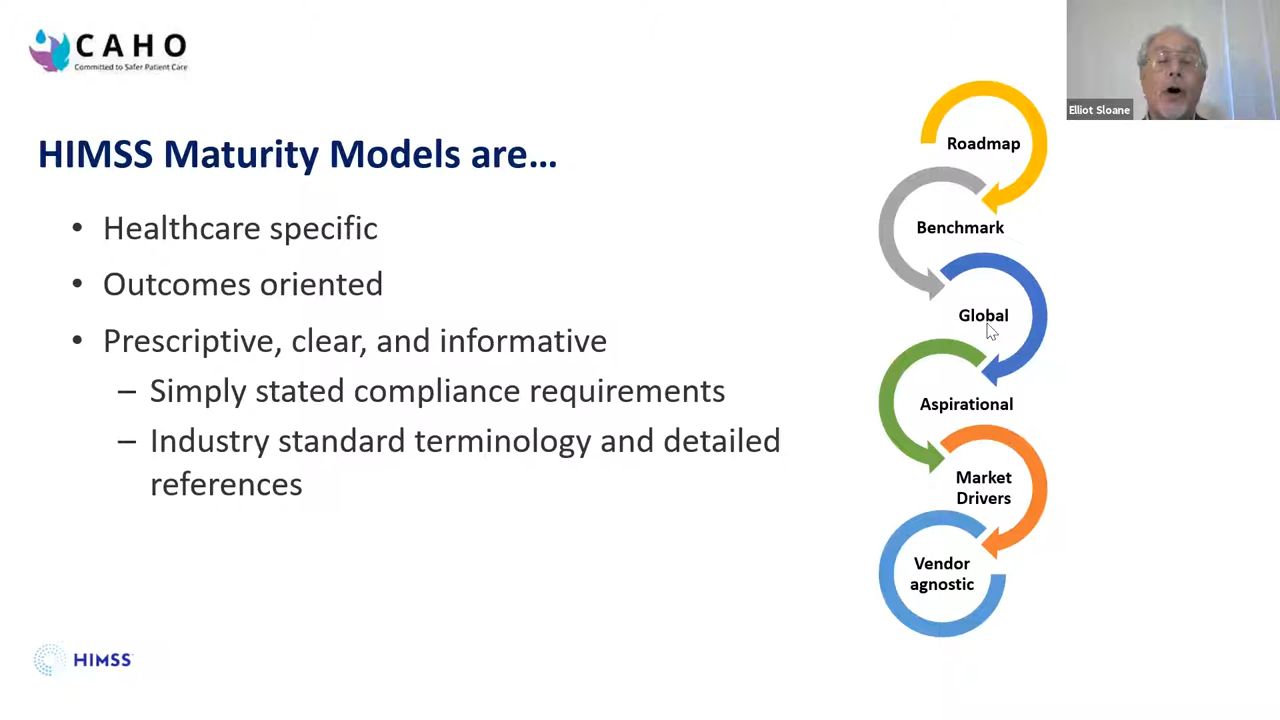 CAHO
Committed to Safer Patient Care
Elliot Sloane
HIMSS Maturity Models are…
• Healthcare specific
• Outcomes oriented
• Prescriptive, clear, and informative
– Simply stated compliance requirements
– Industry standard terminology and detailed
references
Roadmap
Benchmark
Global
Aspirational
Market
Drivers
Vendor
agnostic
HIMSS